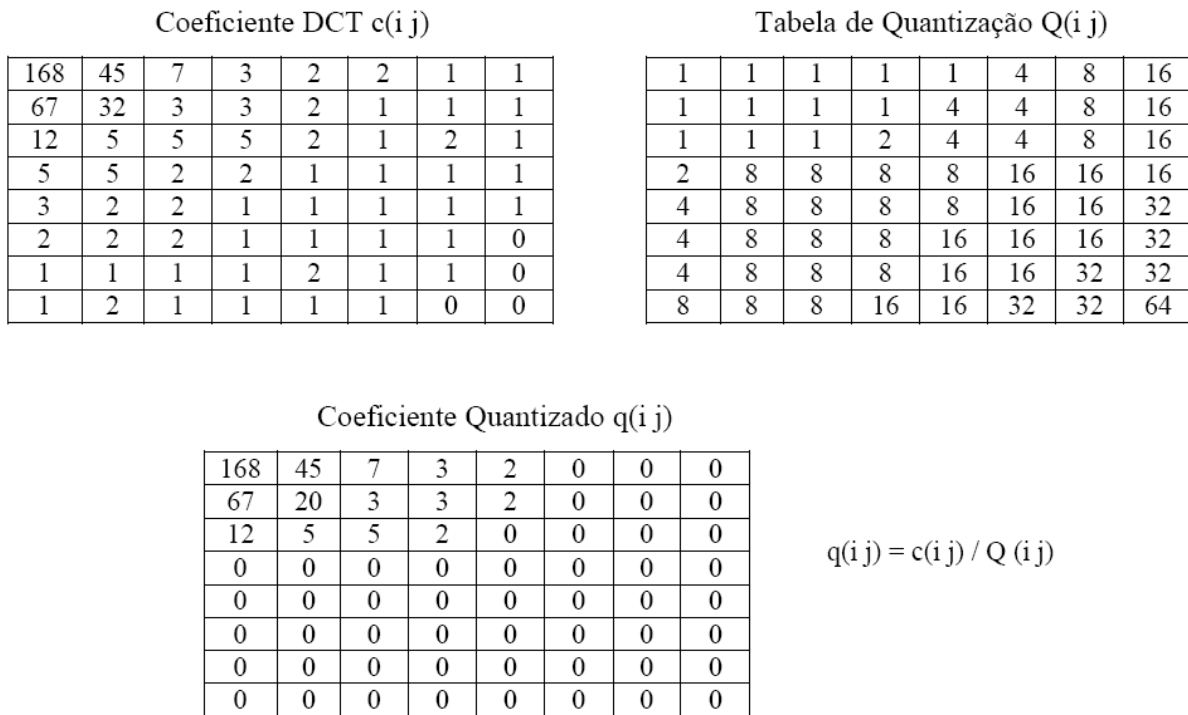 Coeficiente DCT c(i j)
168 45 7 3 2 2 1 1
67 32 3 3 2 1 1 1
12 5 5 5 2 1 2 1
5 5 2 2 1 1 1 1
3 2 2 1 1 1 1 1
2 2 2 1 1 1 1 0
1 1 1 1 2 1 1 0
1 2 1 1 1 1 0 0
Tabela de Quantização Q(i j)
1 1 1 1 1 4 8 16
1 1 1 1 4 4 8 16
1 1 1 2 4 4 8 16
2 8 8 8 8 16 16 16
4 8 8 8 8 16 16 32
4 8 8 8 16 16 16 32
4 8 8 8 16 16 32 32
8 8 8 16 16 32 32 64
Coeficiente Quantizado q(i j)
168 45 7 3 2 0 0 0
67 20 3 3 2 0 0 0
12 5 5 2 0 0 0 0
0 0 0 0 0 0 0 0
0 0 0 0 0 0 0 0
0 0 0 0 0 0 0 0
0 0 0 0 0 0 0 0
0 0 0 0 0 0 0 0
q(i j) = c(i j) / Q (i j)